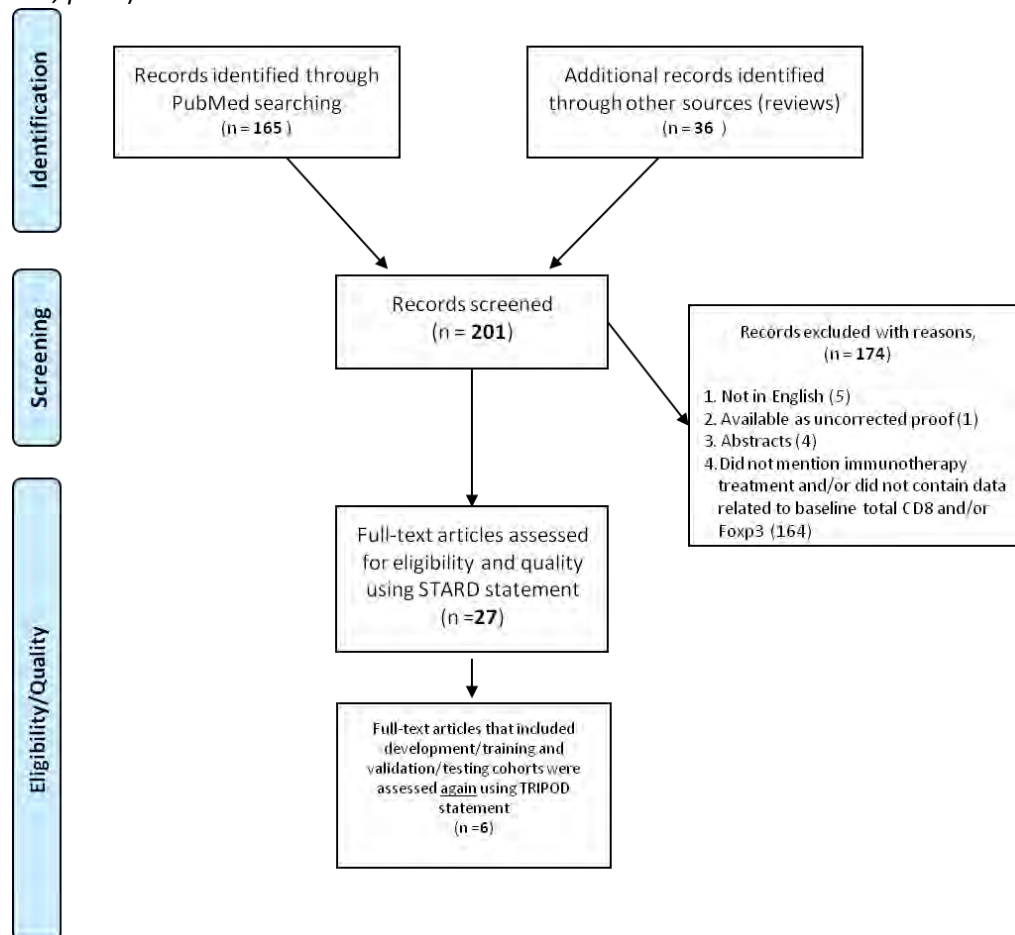 Identification
Records identified through
PubMed searching
(n = 165 )
Additional records identified
through other sources (reviews)
(n = 36 )
Screening
Records screened
(n = 201)
Records excluded with reasons,
(n = 174)
1. Not in English (5)
2. Available as uncorrected proof (1)
3. Abstracts (4)
4. Did not mention immunotherapy
treatment and/or did not contain data
related to baseline total CD8 and/or
Foxp3 (164)
Eligibility/Quality
Full-text articles assessed
for eligibility and quality
using STARD statement
(n =27)
Full-text articles that included
development/training and
validation/testing cohorts were
assessed again using TRIPOD
statement
(n =6)